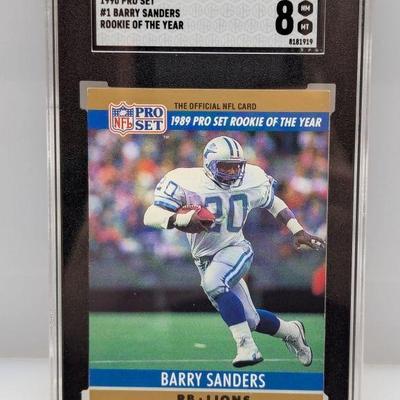 1990 PRO SET
#1 BARRY SANDERS
ROOKIE OF THE YEAR
8
NM
MT
8181919
THE OFFICIAL NFL CARD
NFL
PRO SET
TM
1989 PRO SET ROOKIE OF THE YEAR
20
BARRY SANDERS
RB • LIONS